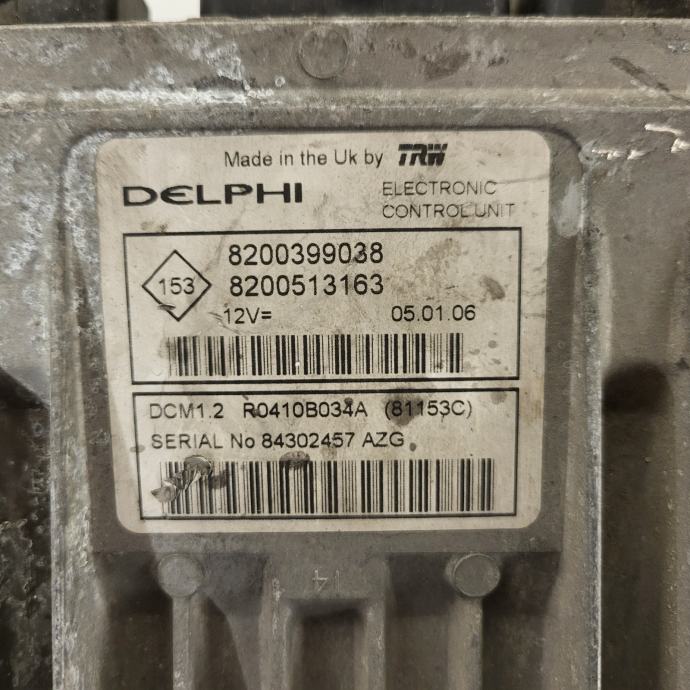 Made in the Uk by TRW
DELPHI
ELECTRONIC
CONTROL UNIT
153
8200399038
8200513163
12V=
05.01.06
DCM1.2 R0410B034A (81153C)
SERIAL No 84302457 AZG
14